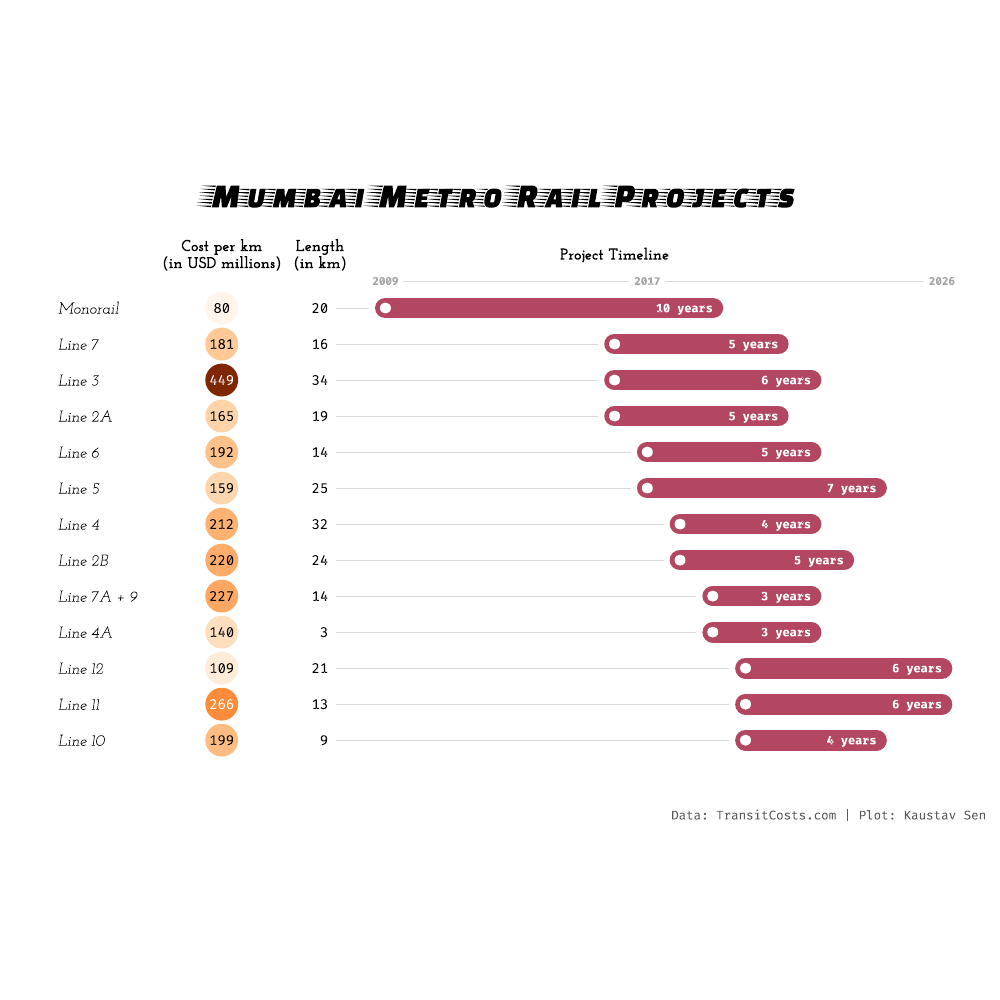 MUMBAI METRO RAIL PROJECTS
Cost per km
(in USD millions)
Length
(in km)
Project Timeline
2009 2017 2026
Monorail 80 20 10 years
Line 7 181 16 5 years
Line 3 449 34 6 years
Line 2A 165 19 5 years
Line 6 192 14 5 years
Line 5 159 25 7 years
Line 4 212 32 4 years
Line 2B 220 24 5 years
Line 7A + 9 227 14 3 years
Line 4A 140 3 3 years
Line 12 109 21 6 years
Line 11 266 13 6 years
Line 10 199 9 4 years
Data: TransitCosts.com | Plot: Kaustav Sen